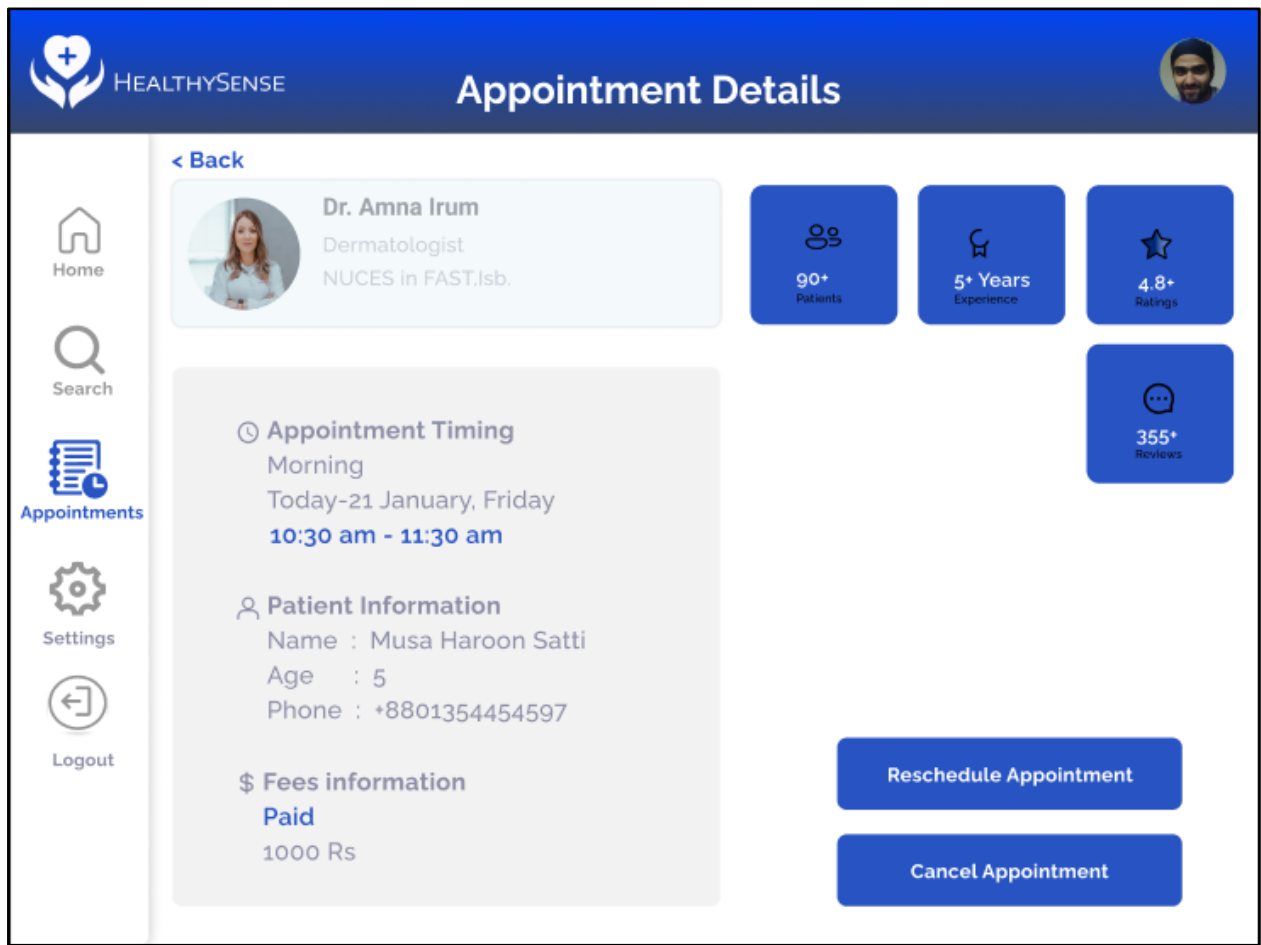 HEALTHYSENSE
Appointment Details
< Back
Home
Search
Appointments
Settings
Logout
Dr. Amna Irum
Dermatologist
NUCES in FAST,Isb.
90+
Patients
5+ Years
Experience
4.8+
Ratings
355+
Reviews
Appointment Timing
Morning
Today-21 January, Friday
10:30 am - 11:30 am
Patient Information
Name : Musa Haroon Satti
Age : 5
Phone : +8801354454597
$ Fees information
Paid
1000 Rs
Reschedule Appointment
Cancel Appointment